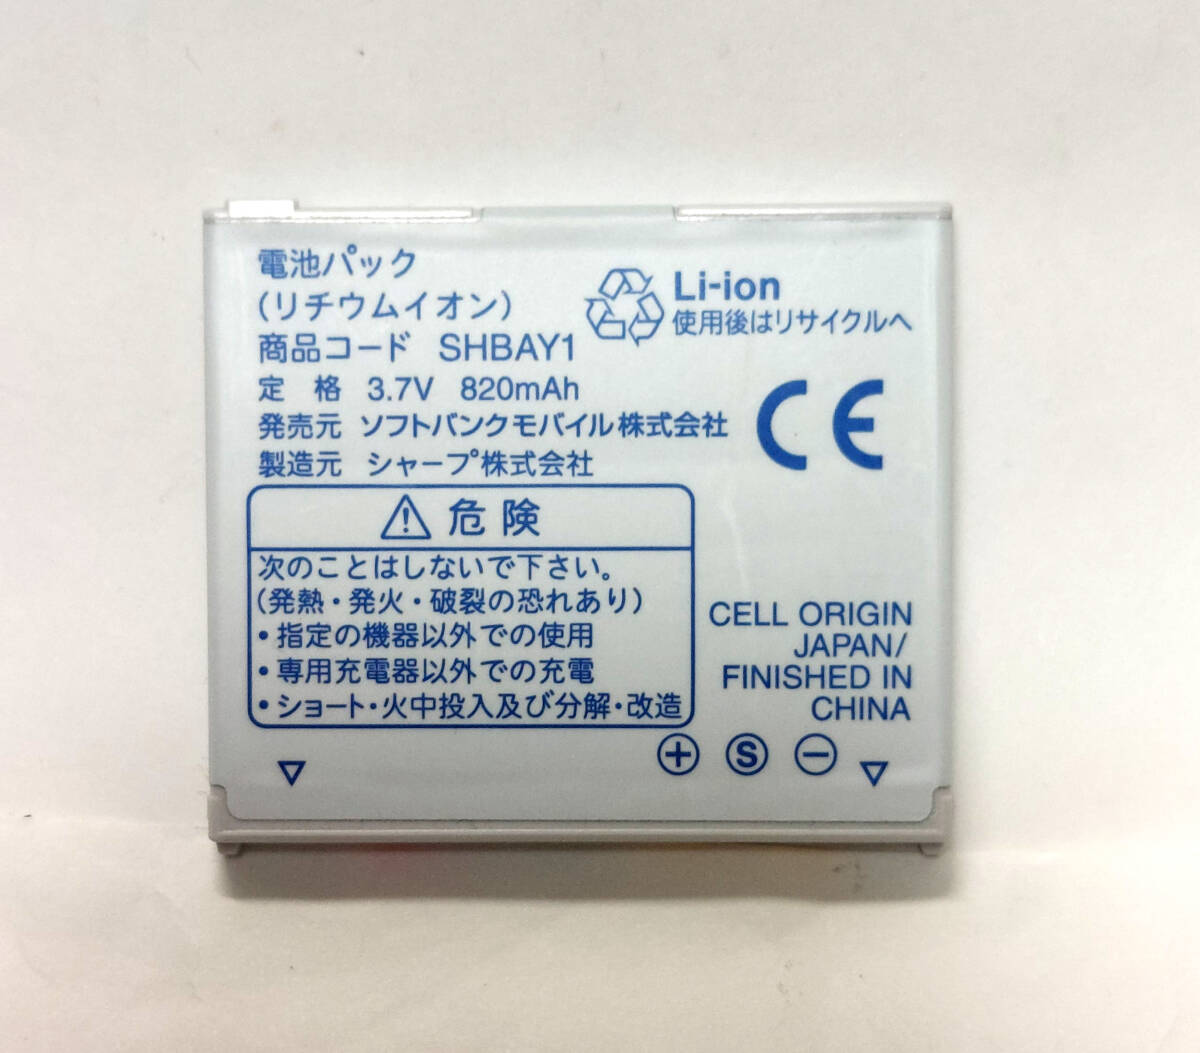 電池パック
(リチウムイオン)
商品コード SHBAY1
定 格 3.7V 820mAh
発売元 ソフトバンクモバイル株式会社
製造元 シャープ株式会社
Li-ion
使用後はリサイクルへ
CE
⚠ 危険
次のことはしないで下さい。
(発熱・発火・破裂の恐れあり)
・指定の機器以外での使用
・専用充電器以外での充電
・ショート・火中投入及び分解・改造
CELL ORIGIN
JAPAN/
FINISHED IN
CHINA
+ S −